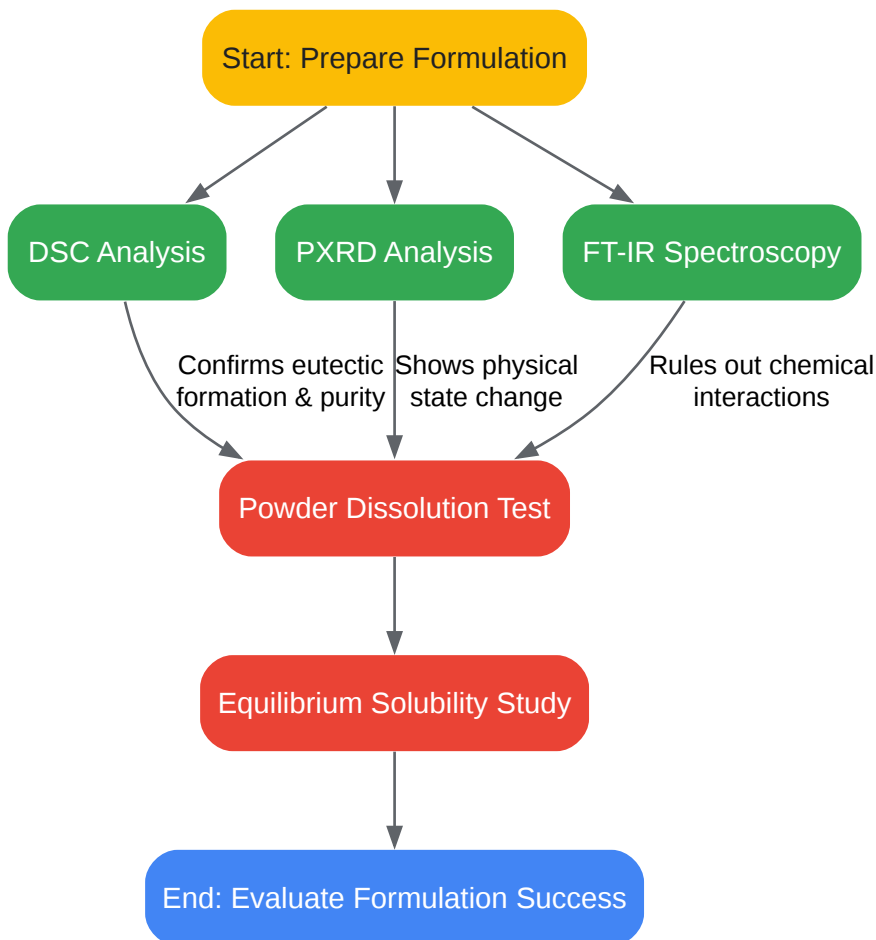 Start: Prepare Formulation
DSC Analysis
PXRD Analysis
FT-IR Spectroscopy
Confirms eutectic
formation & purity
Shows physical
state change
Rules out chemical
interactions
Powder Dissolution Test
Equilibrium Solubility Study
End: Evaluate Formulation Success